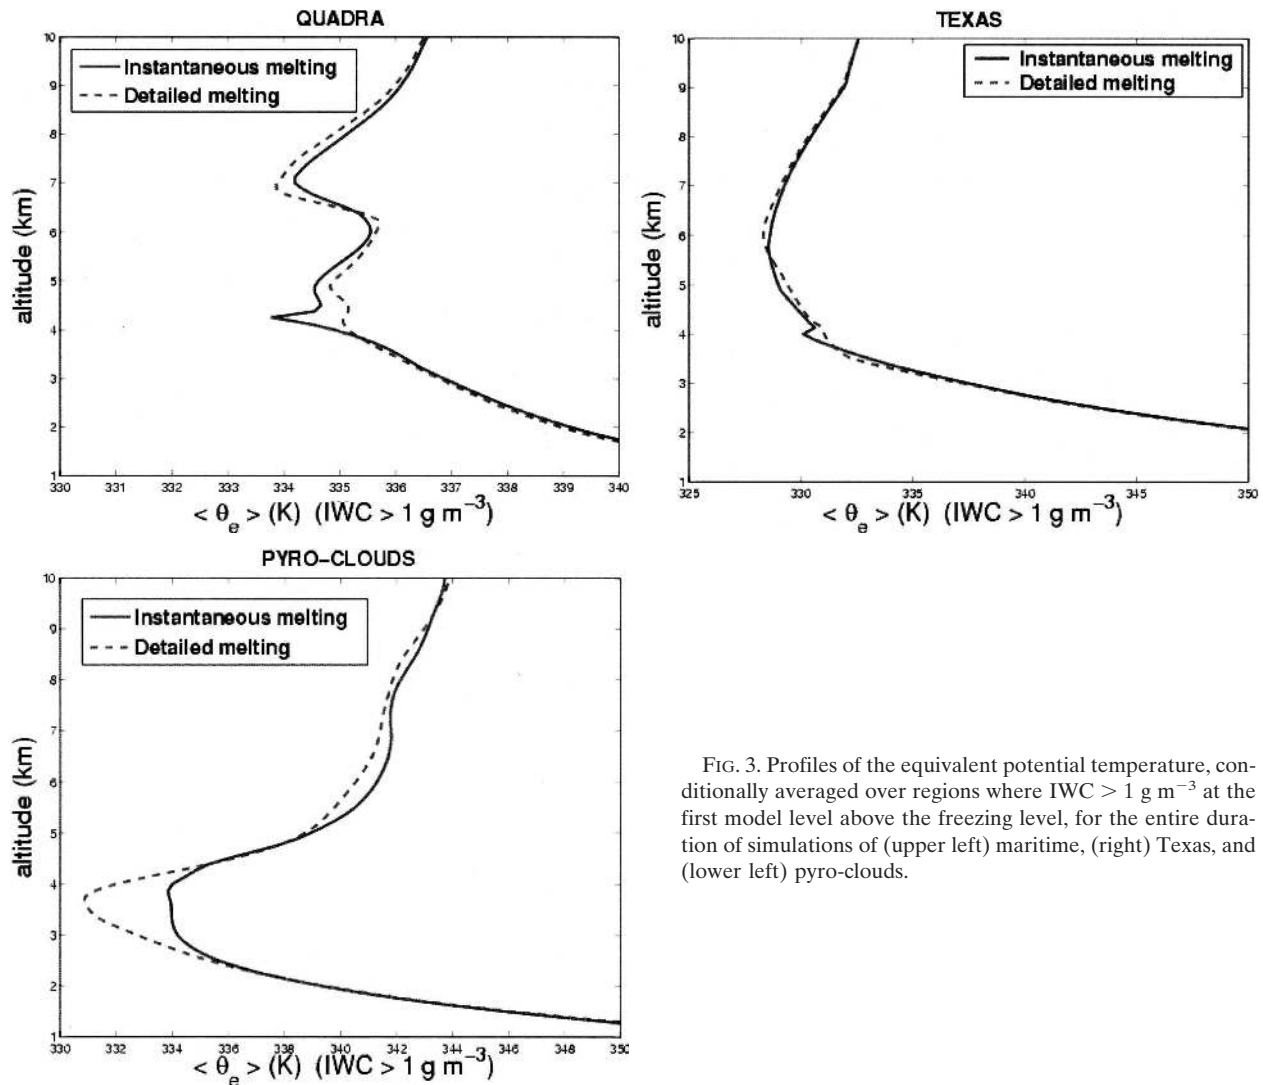 QUADRA
Instantaneous melting
Detailed melting
10
9
8
7
6
5
4
3
2
1
altitude (km)
330 331 332 333 334 335 336 337 338 339 340
< θe > (K) (IWC > 1 g m−3)
TEXAS
Instantaneous melting
Detailed melting
10
9
8
7
6
5
4
3
2
1
altitude (km)
325 330 335 340 345 350
< θe > (K) (IWC > 1 g m−3)
PYRO−CLOUDS
Instantaneous melting
Detailed melting
10
9
8
7
6
5
4
3
2
1
altitude (km)
330 332 334 336 338 340 342 344 346 348 350
< θe > (K) (IWC > 1 g m−3)
FIG. 3. Profiles of the equivalent potential temperature, con-
ditionally averaged over regions where IWC > 1 g m−3 at the
first model level above the freezing level, for the entire dura-
tion of simulations of (upper left) maritime, (right) Texas, and
(lower left) pyro-clouds.